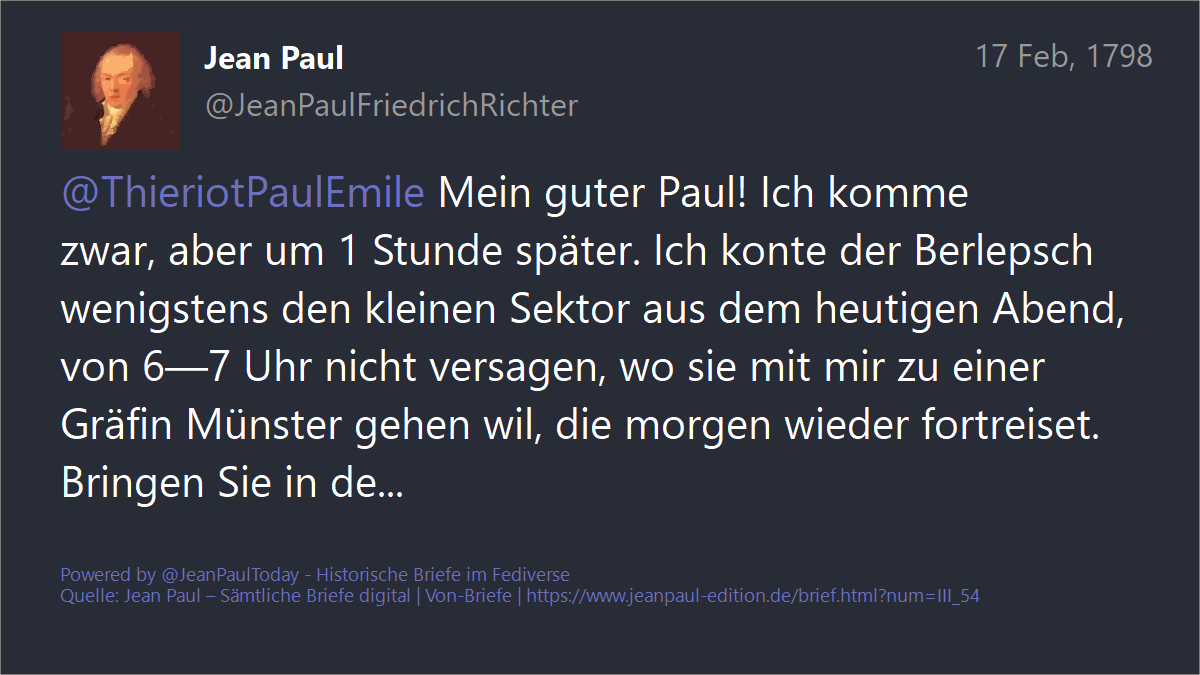 Jean Paul
17 Feb, 1798
@JeanPaulFriedrichRichter
@ThieriotPaulEmile Mein guter Paul! Ich komme
zwar, aber um 1 Stunde später. Ich konte der Berlepsch
wenigstens den kleinen Sektor aus dem heutigen Abend,
von 6—7 Uhr nicht versagen, wo sie mit mir zu einer
Gräfin Münster gehen wil, die morgen wieder fortreiset.
Bringen Sie in de...
Powered by @JeanPaulToday - Historische Briefe im Fediverse
Quelle: Jean Paul – Sämtliche Briefe digital | Von-Briefe | https://www.jeanpaul-edition.de/brief.html?num=III_54